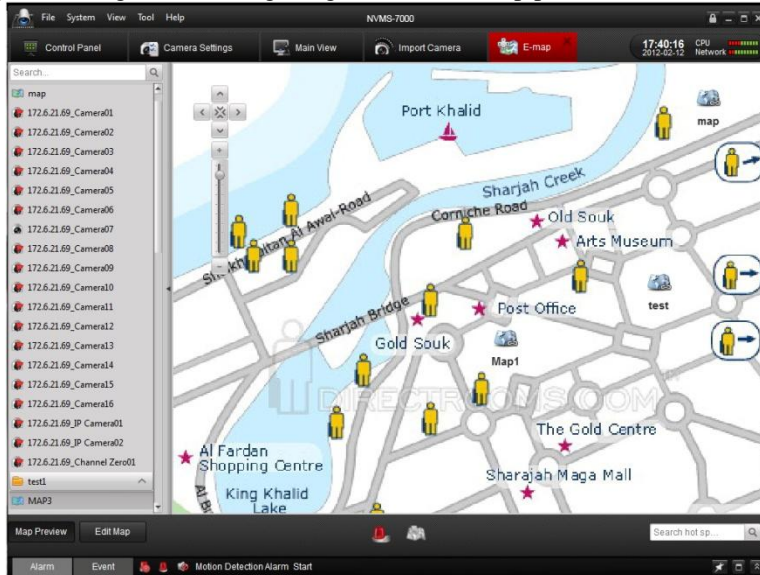 File System View Tool Help NVMS-7000
Control Panel Camera Settings Main View Import Camera E-map 17:40:16 CPU
2012-02-12 Network
Search...
map
172.6.21.69_Camera01
172.6.21.69_Camera02
172.6.21.69_Camera03
172.6.21.69_Camera04
172.6.21.69_Camera05
172.6.21.69_Camera06
172.6.21.69_Camera07
172.6.21.69_Camera08
172.6.21.69_Camera09
172.6.21.69_Camera10
172.6.21.69_Camera11
172.6.21.69_Camera12
172.6.21.69_Camera13
172.6.21.69_Camera14
172.6.21.69_Camera15
172.6.21.69_Camera16
172.6.21.69_IP Camera01
172.6.21.69_IP Camera02
172.6.21.69_Channel Zero01
test1
MAP3
Port Khalid
map
Sharjah Creek
Corniche Road
Old Souk
Arts Museum
Al Awal-Road
test
Sharjah Bridge
Post Office
Gold Souk
Map1
DIRECTROOMS.COM
The Gold Centre
Al Fardan
Shopping Centre
Sharajah Maga Mall
King Khalid
Lake
Map Preview Edit Map Search hot sp...
Alarm Event Motion Detection Alarm Start